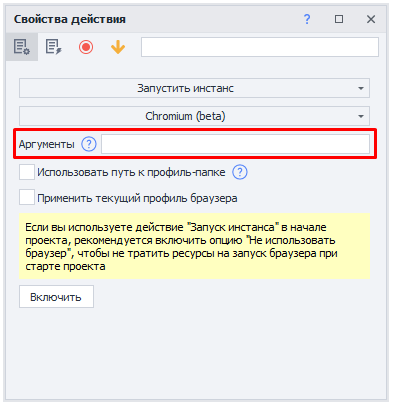 Свойства действия
Запустить инстанс
Chromium (beta)
Аргументы ?
Использовать путь к профиль-папке ?
Применить текущий профиль браузера
Если вы используете действие "Запуск инстанса" в начале
проекта, рекомендуется включить опцию "Не использовать
браузер", чтобы не тратить ресурсы на запуск браузера при
старте проекта
Включить